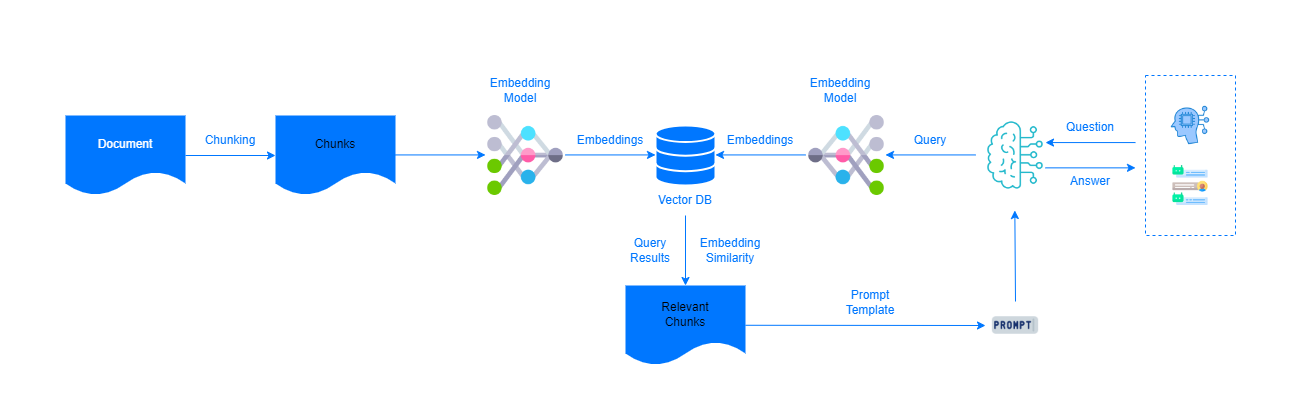 Embedding
Model
Embedding
Model
Document
Chunking
Chunks
Embeddings
Embeddings
Query
Question
Answer
Vector DB
Query
Results
Embedding
Similarity
Relevant
Chunks
Prompt
Template
PROMPT